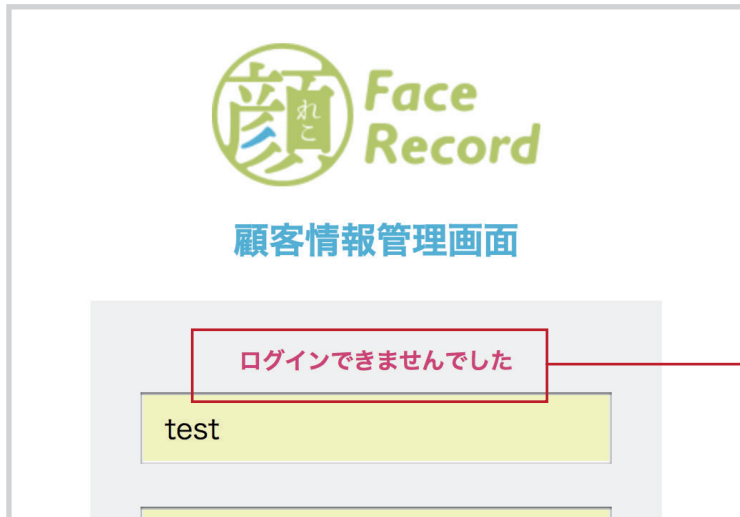 顔
れこ
Face
Record
顧客情報管理画面
ログインできませんでした
test